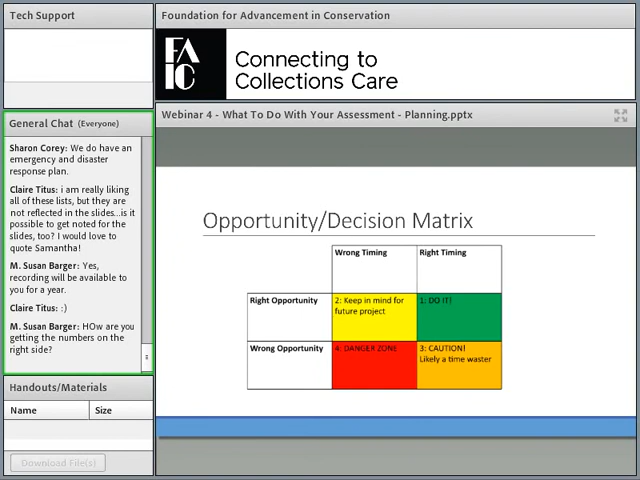 Tech Support
Foundation for Advancement in Conservation
FA
IC
Connecting to
Collections Care
General Chat (Everyone)
Sharon Corey: We do have an
emergency and disaster
response plan.
Claire Titus: i am really liking
all of these lists, but they are
not reflected in the slides...is it
possible to get noted for the
slides, too? I would love to
quote Samantha!
M. Susan Barger: Yes,
recording will be available to
you for a year.
Claire Titus: :)
M. Susan Barger: HOw are you
getting the numbers on the
right side?
Handouts/Materials
Name Size
Download File(s)
Webinar 4 - What To Do With Your Assessment - Planning.pptx
Opportunity/Decision Matrix
Wrong Timing Right Timing
Right Opportunity 2: Keep in mind for 1: DO IT!
future project
Wrong Opportunity 4: DANGER ZONE 3: CAUTION!
Likely a time waster